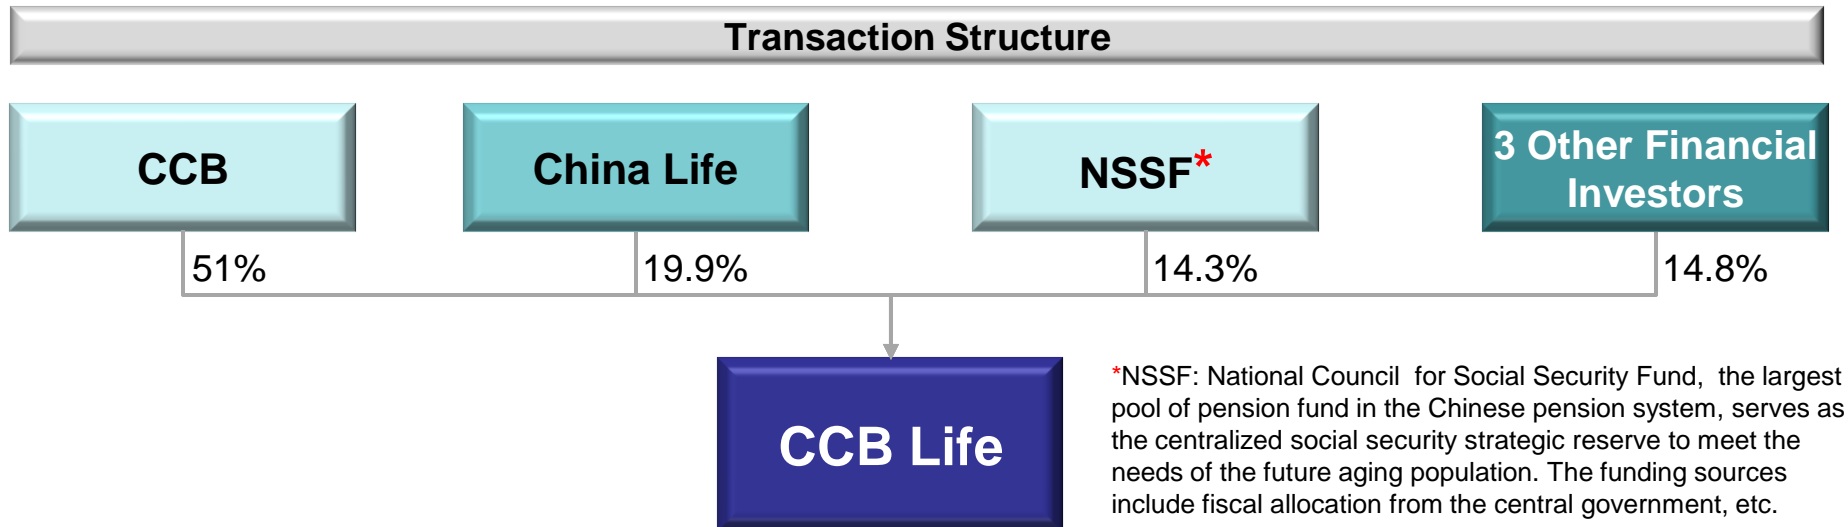 Transaction Structure
CCB
China Life
NSSF*
3 Other Financial
Investors
51%
19.9%
14.3%
14.8%
CCB Life
*NSSF: National Council for Social Security Fund, the largest
pool of pension fund in the Chinese pension system, serves as
the centralized social security strategic reserve to meet the
needs of the future aging population. The funding sources
include fiscal allocation from the central government, etc.